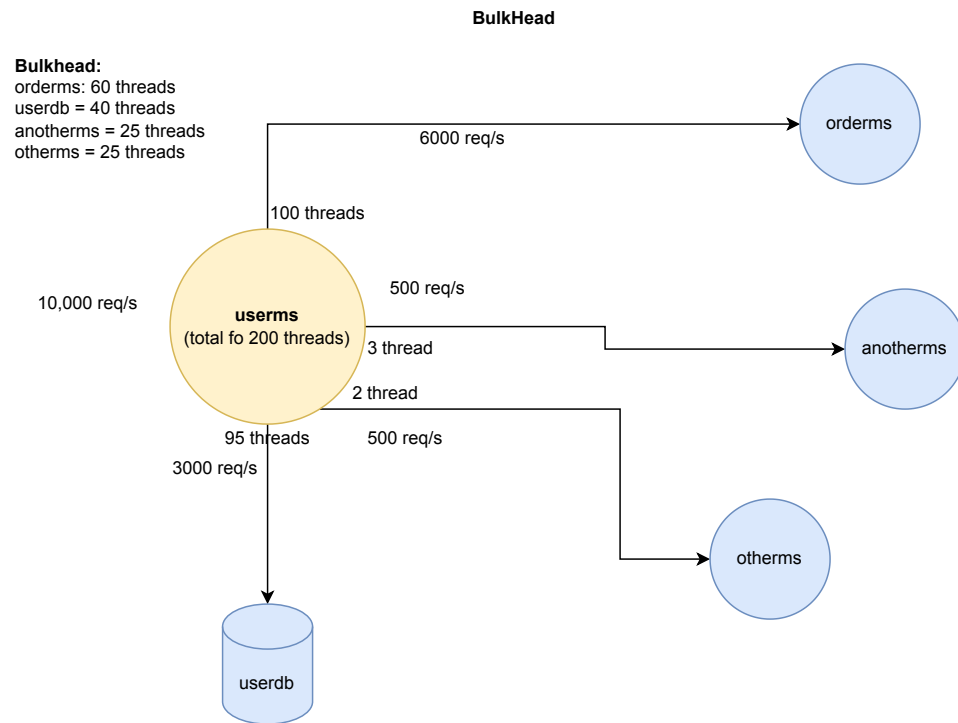 BulkHead
Bulkhead:
orderms: 60 threads
userdb = 40 threads
anotherms = 25 threads
otherms = 25 threads
6000 req/s
orderms
100 threads
10,000 req/s
500 req/s
userms
(total fo 200 threads)
3 thread
anotherms
2 thread
95 threads
500 req/s
3000 req/s
otherms
userdb